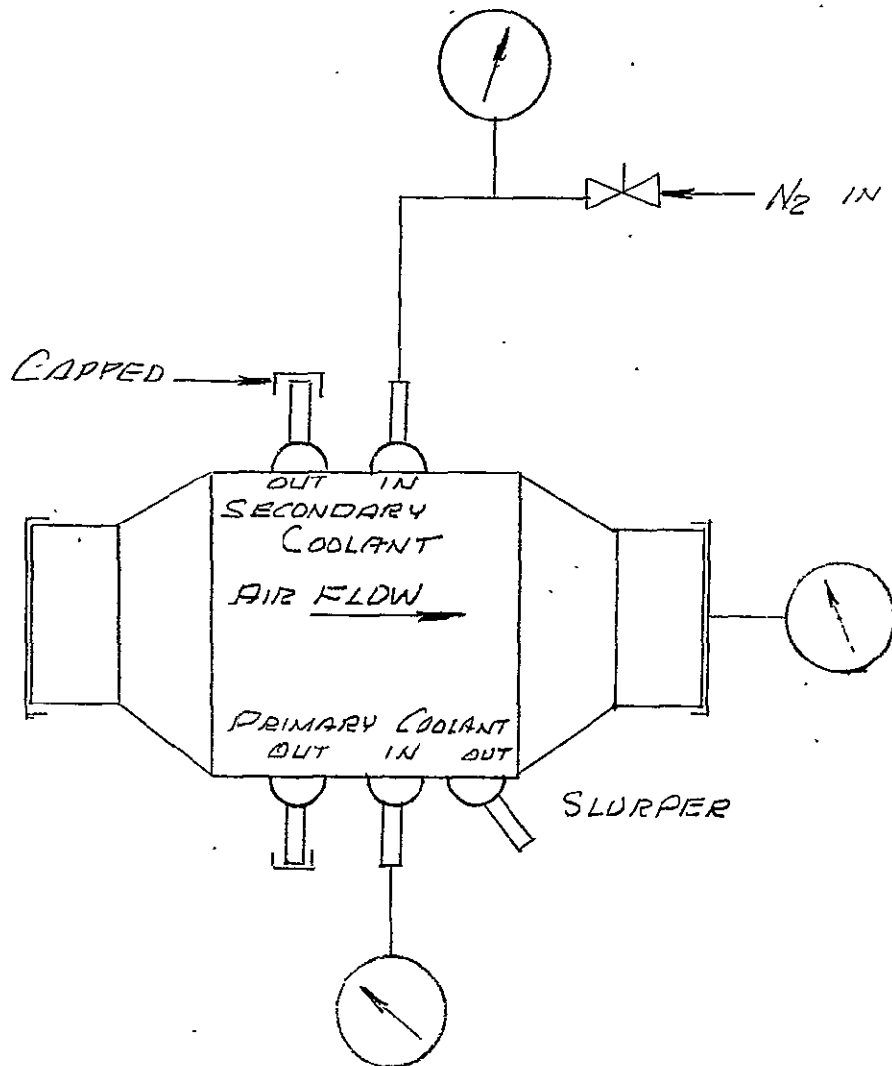 N2 IN
CAPPED
OUT IN
SECONDARY
COOLANT
AIR FLOW
PRIMARY COOLANT
OUT IN OUT
SLURPER